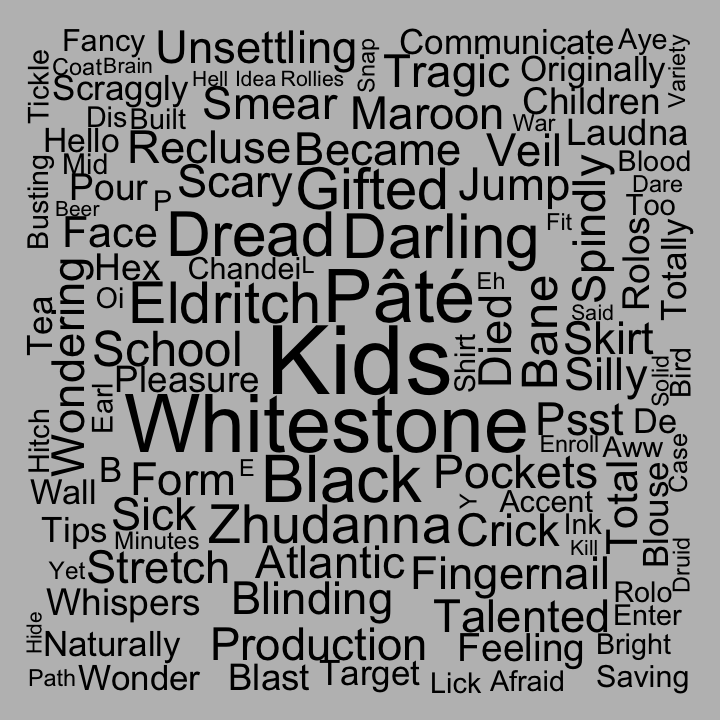 Fancy Unsettling Snap Communicate Aye Variety
Tickle Coat Brain Hell Idea Rollies Tragic Originally
Scraggly Smear Maroon Children
Dis Built War Laudna
Hello Recluse Became Veil Blood
Busting Mid Pour P Scary Gifted Jump Spindly Dare
Beer Too
Face Dread Darling Fit Rolos Totally
Wondering Hex Chandei L
Oi Eldritch Pâté Eh Said
Tea School Kids Shirt Died Bane Skirt
Earl Pleasure Silly Solid Bird
Hitch Whitestone Psst De
B Form E Black Pockets Enroll Aww Case
Wall Y Accent Total Blouse
Tips Sick Zhudanna Crick Ink
Minutes Kill
Yet Stretch Atlantic Fingernail Druid
Whispers Blinding Rolo
Talented Enter
Hide Naturally Production Feeling Bright
Path Wonder Blast Target Lick Afraid Saving